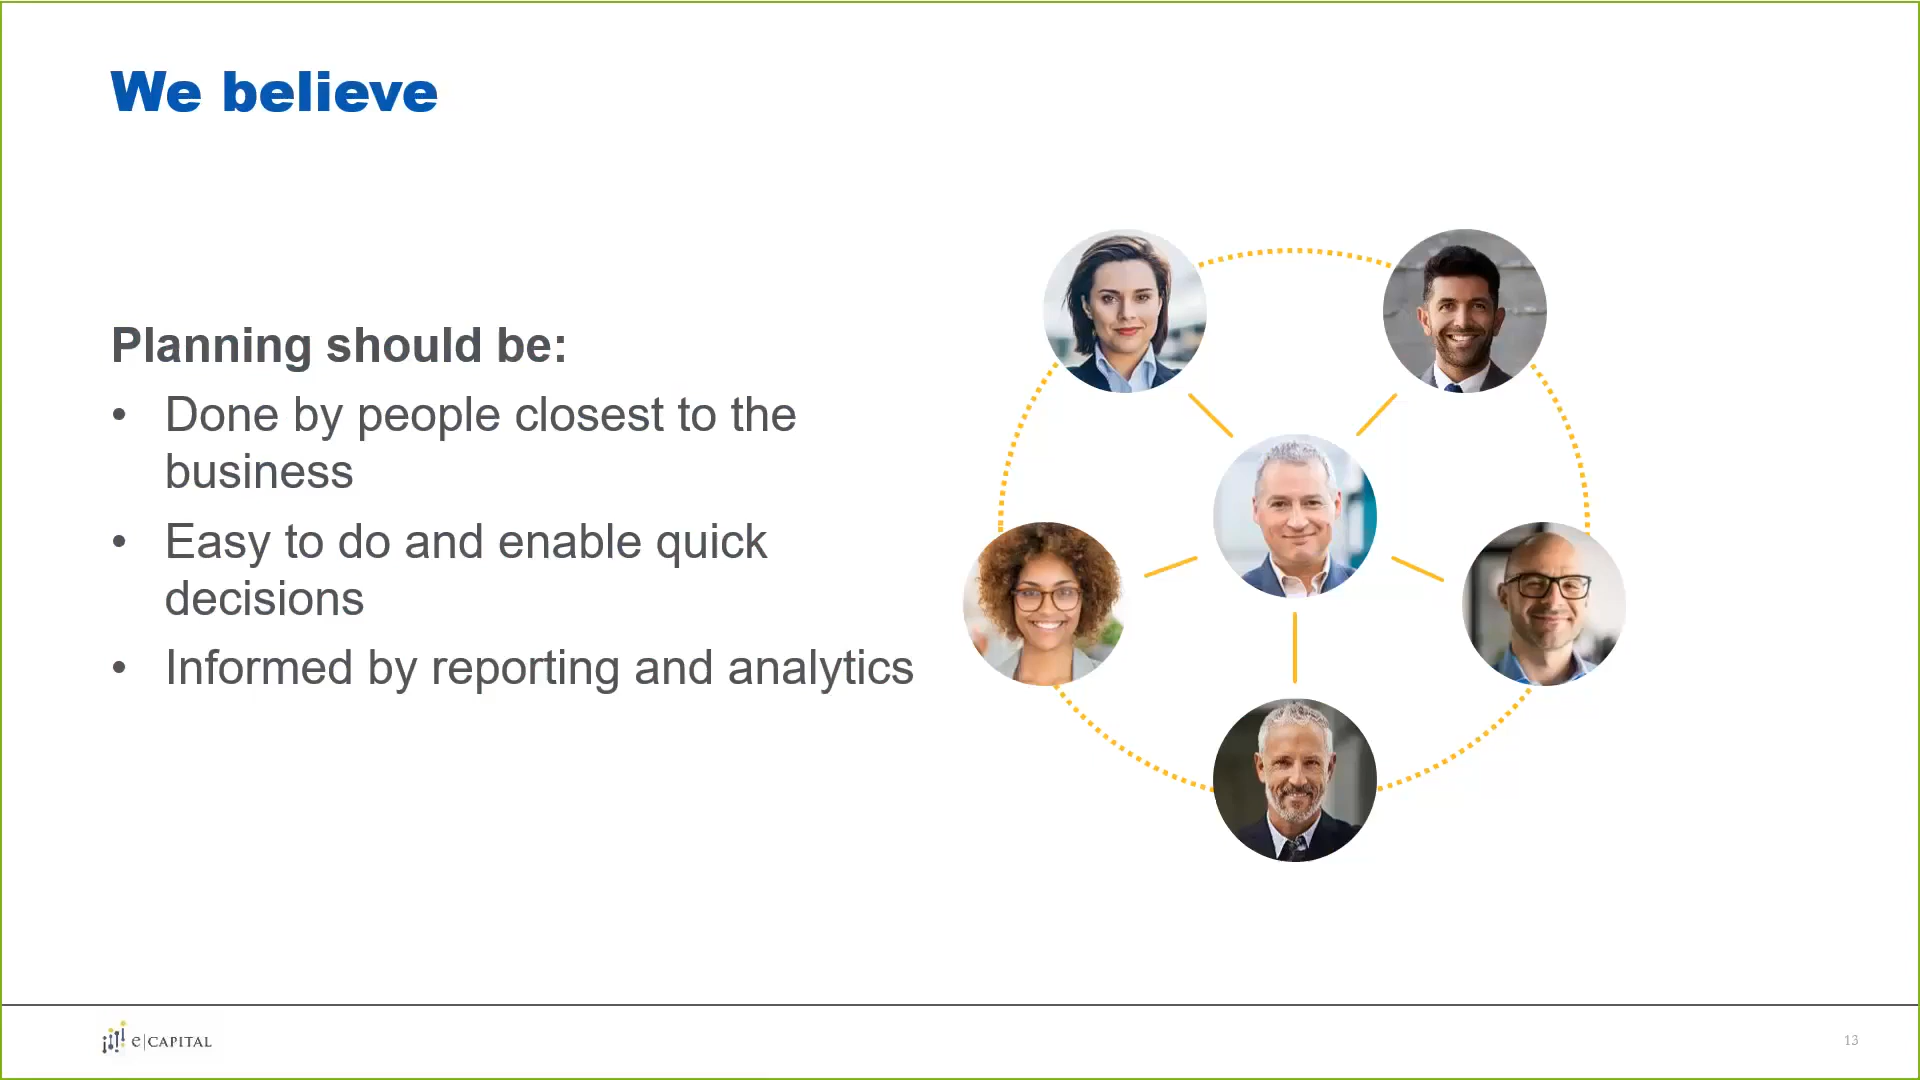 We believe
Planning should be:
• Done by people closest to the
business
• Easy to do and enable quick
decisions
• Informed by reporting and analytics
e|CAPITAL
13